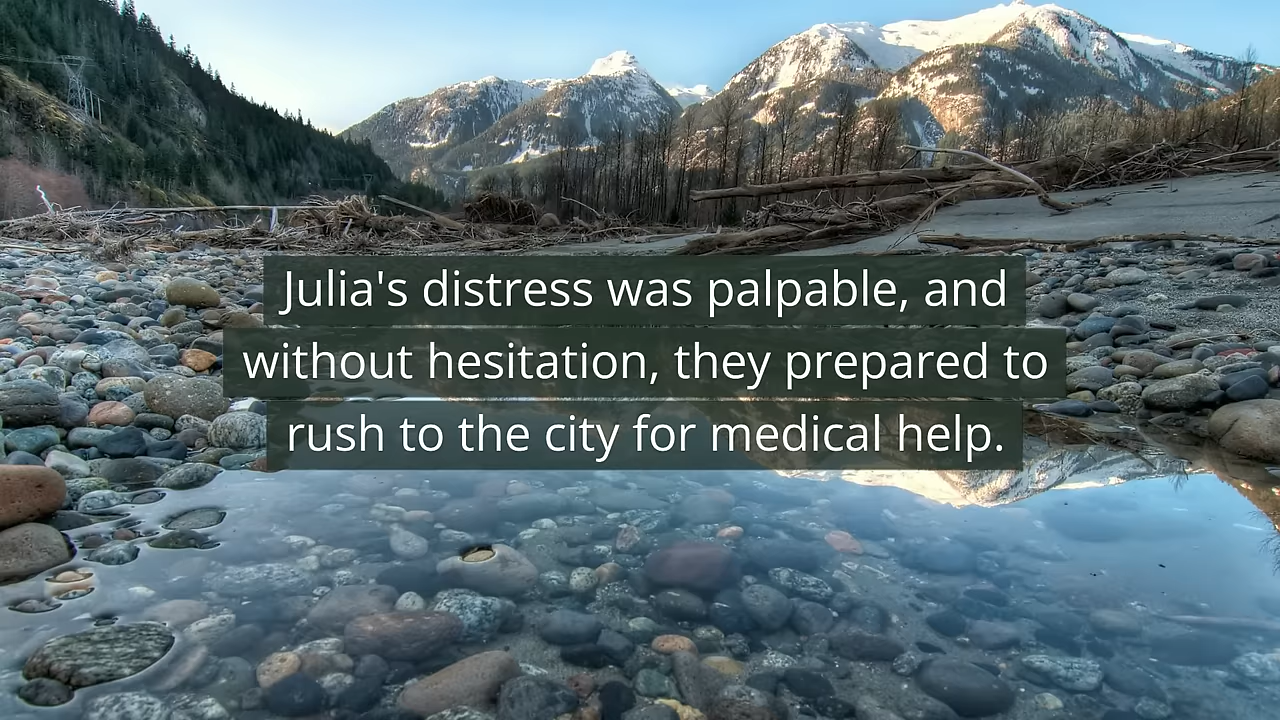 Julia's distress was palpable, and
without hesitation, they prepared to
rush to the city for medical help.